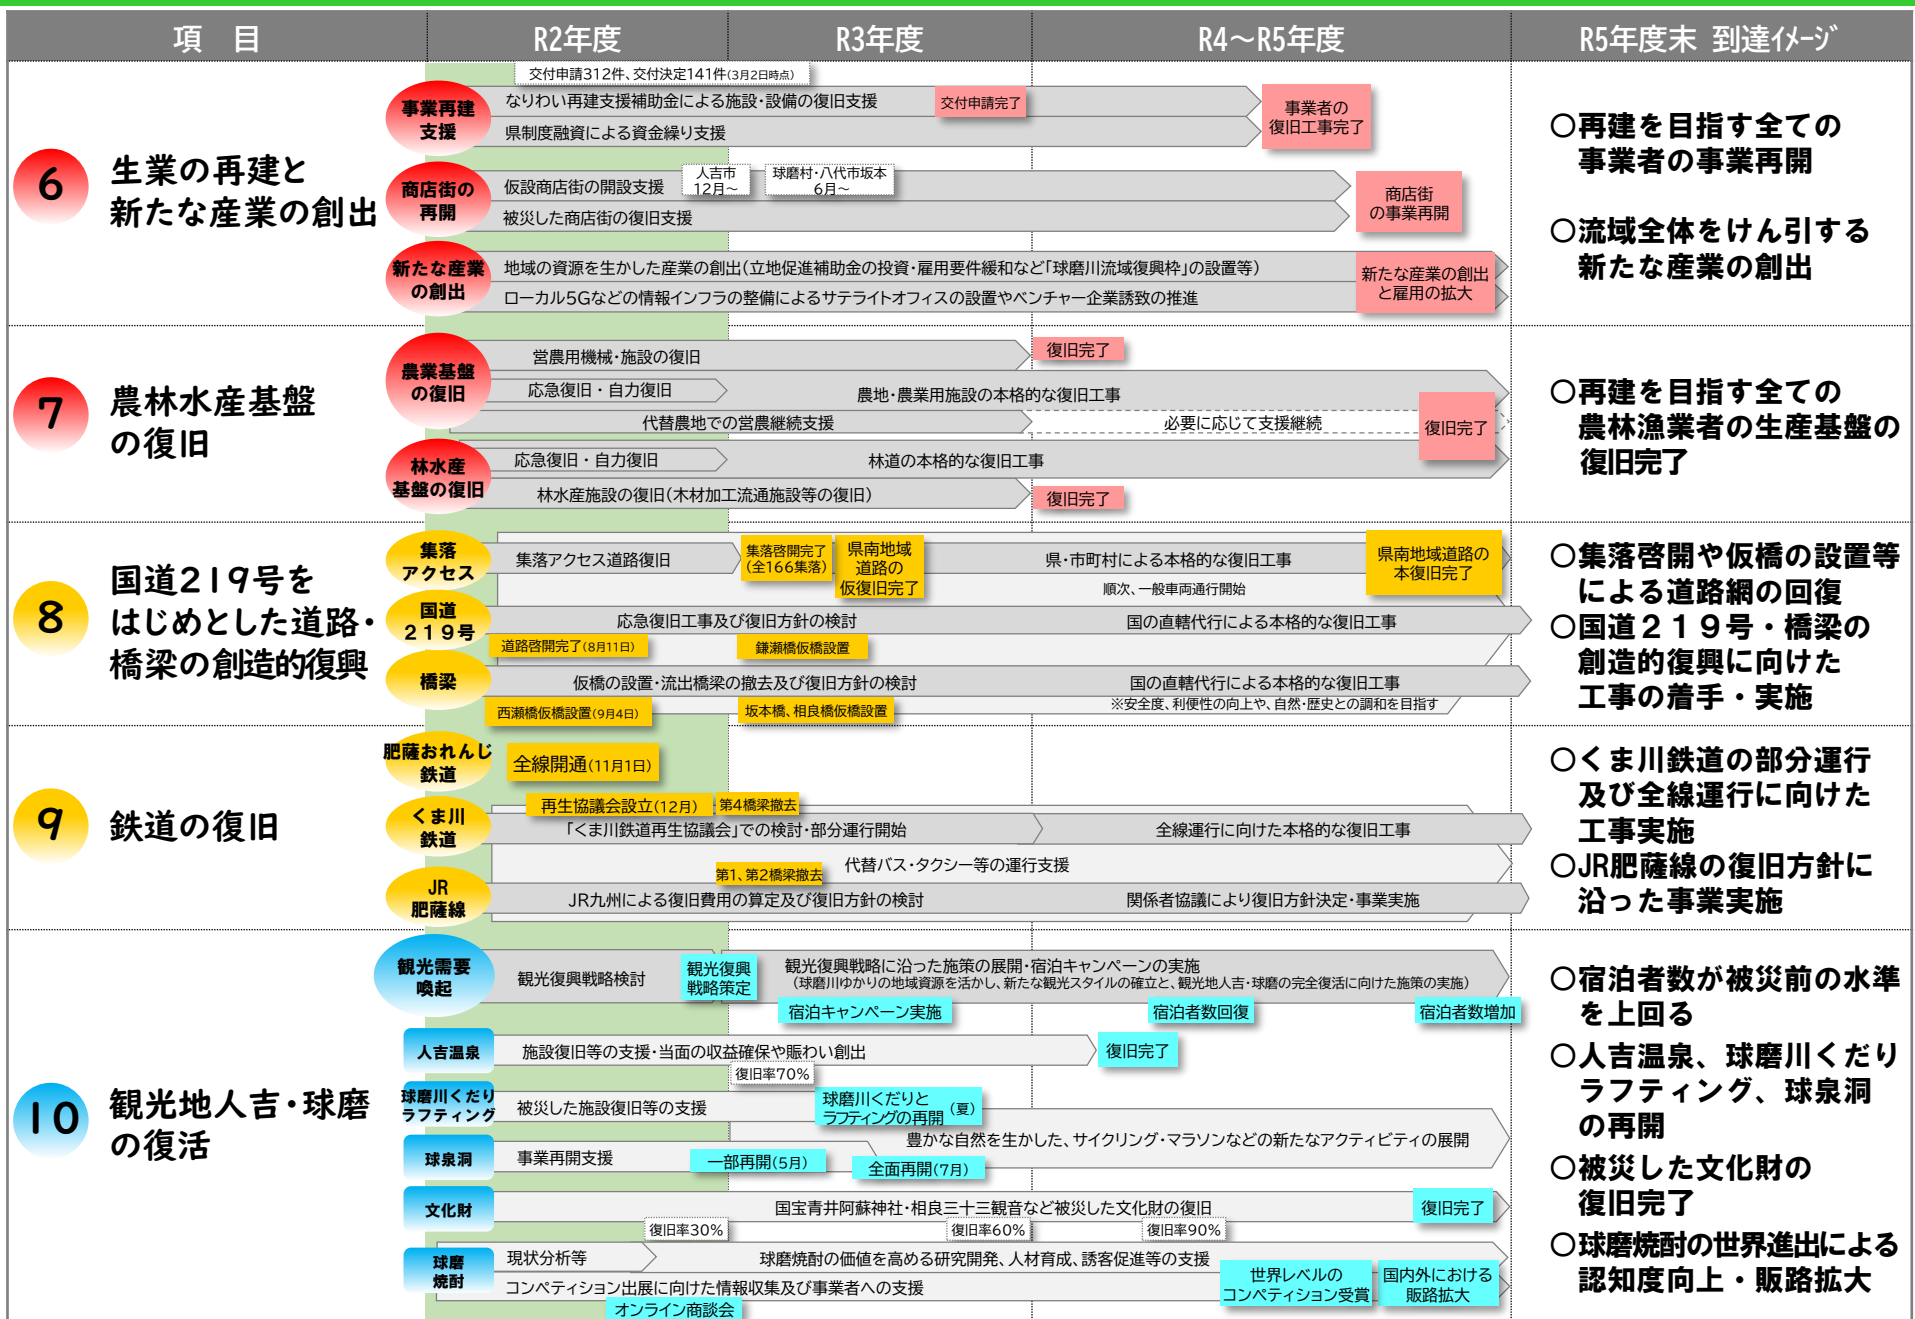 項　目
R2年度
R3年度
R4～R5年度
R5年度末 到達ｲﾒｰｼﾞ
6
生業の再建と
新たな産業の創出
事業再建
支援
交付申請312件、交付決定141件(3月2日時点)
なりわい再建支援補助金による施設・設備の復旧支援
交付申請完了
県制度融資による資金繰り支援
事業者の
復旧工事完了
商店街の
再開
仮設商店街の開設支援
人吉市
12月～
球磨村・八代市坂本
6月～
被災した商店街の復旧支援
商店街
の事業再開
新たな産業
の創出
地域の資源を生かした産業の創出(立地促進補助金の投資・雇用要件緩和など「球磨川流域復興枠」の設置等)
ローカル5Gなどの情報インフラの整備によるサテライトオフィスの設置やベンチャー企業誘致の推進
新たな産業の創出
と雇用の拡大
〇再建を目指す全ての
事業者の事業再開
〇流域全体をけん引する
新たな産業の創出
7
農林水産基盤
の復旧
農業基盤
の復旧
営農用機械・施設の復旧
復旧完了
応急復旧・自力復旧
農地・農業用施設の本格的な復旧工事
代替農地での営農継続支援
必要に応じて支援継続
復旧完了
林水産
基盤の復旧
応急復旧・自力復旧
林道の本格的な復旧工事
林水産施設の復旧(木材加工流通施設等の復旧)
復旧完了
〇再建を目指す全ての
農林漁業者の生産基盤の
復旧完了
8
国道219号を
はじめとした道路・
橋梁の創造的復興
集落
アクセス
集落アクセス道路復旧
集落啓開完了
(全166集落)
県南地域
道路の
仮復旧完了
県・市町村による本格的な復旧工事
順次、一般車両通行開始
県南地域道路の
本復旧完了
国道
219号
応急復旧工事及び復旧方針の検討
国の直轄代行による本格的な復旧工事
道路啓開完了(8月11日)
鎌瀬橋仮橋設置
橋梁
仮橋の設置・流出橋梁の撤去及び復旧方針の検討
国の直轄代行による本格的な復旧工事
※安全度、利便性の向上や、自然・歴史との調和を目指す
西瀬橋仮橋設置(9月4日)
坂本橋、相良橋仮橋設置
〇集落啓開や仮橋の設置等
による道路網の回復
〇国道219号・橋梁の
創造的復興に向けた
工事の着手・実施
9
鉄道の復旧
肥薩おれんじ
鉄道
全線開通(11月1日)
くま川
鉄道
再生協議会設立(12月)
第4橋梁撤去
「くま川鉄道再生協議会」での検討・部分運行開始
全線運行に向けた本格的な復旧工事
代替バス・タクシー等の運行支援
JR
肥薩線
第1、第2橋梁撤去
JR九州による復旧費用の算定及び復旧方針の検討
関係者協議により復旧方針決定・事業実施
〇くま川鉄道の部分運行
及び全線運行に向けた
工事実施
〇JR肥薩線の復旧方針に
沿った事業実施
10
観光地人吉・球磨
の復活
観光需要
喚起
観光復興戦略検討
観光復興
戦略策定
観光復興戦略に沿った施策の展開・宿泊キャンペーンの実施
(球磨川ゆかりの地域資源を活かし、新たな観光スタイルの確立と、観光地人吉・球磨の完全復活に向けた施策の実施)
宿泊キャンペーン実施
宿泊者数回復
宿泊者数増加
人吉温泉
施設復旧等の支援・当面の収益確保や賑わい創出
復旧完了
復旧率70%
球磨川くだり
ラフティング
被災した施設復旧等の支援
球磨川くだりと
ラフティングの再開 (夏)
豊かな自然を生かした、サイクリング・マラソンなどの新たなアクティビティの展開
球泉洞
事業再開支援
一部再開(5月)
全面再開(7月)
文化財
国宝青井阿蘇神社・相良三十三観音など被災した文化財の復旧
復旧完了
復旧率30%
復旧率60%
復旧率90%
球磨
焼酎
現状分析等
球磨焼酎の価値を高める研究開発、人材育成、誘客促進等の支援
コンペティション出展に向けた情報収集及び事業者への支援
オンライン商談会
世界レベルの
コンペティション受賞
国内外における
販路拡大
〇宿泊者数が被災前の水準
を上回る
〇人吉温泉、球磨川くだり
ラフティング、球泉洞
の再開
〇被災した文化財の
復旧完了
〇球磨焼酎の世界進出による
認知度向上・販路拡大